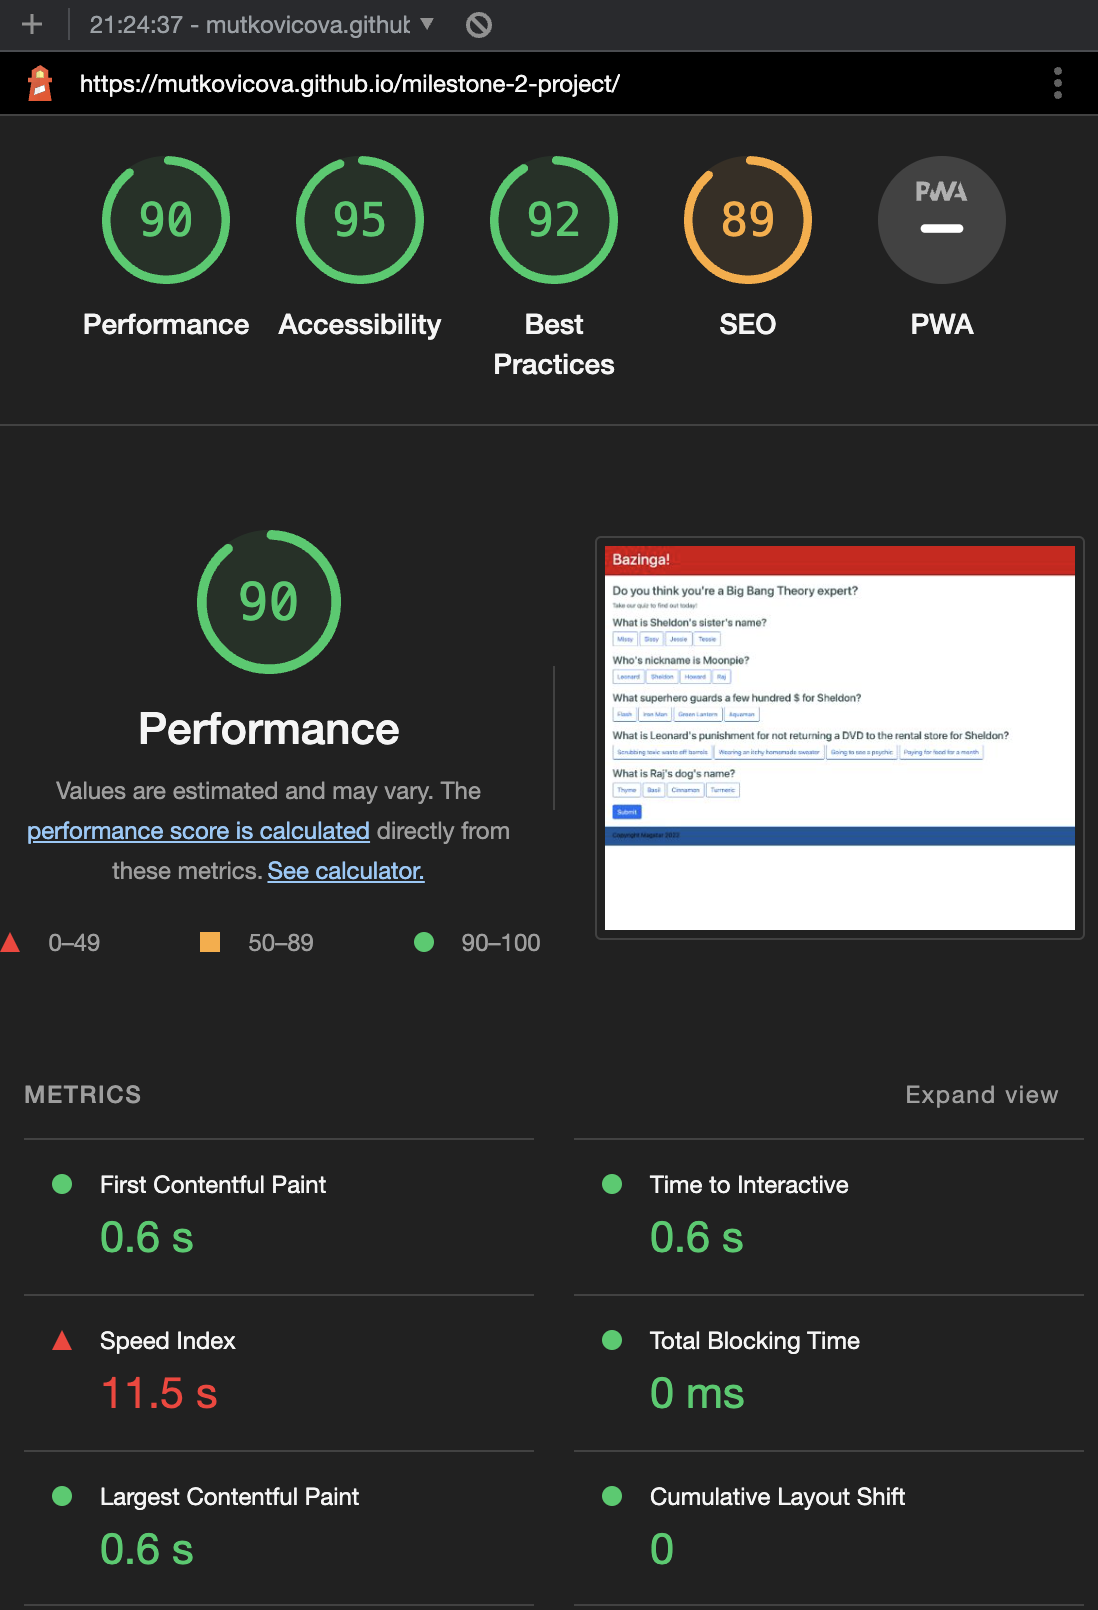 21:24:37 - mutkovicova.github
https://mutkovicova.github.io/milestone-2-project/
90
95
92
89
PWA
Performance
Accessibility
Best
Practices
SEO
PWA
90
Performance
Values are estimated and may vary. The
performance score is calculated directly from
these metrics. See calculator.
0–49
50–89
90–100
Bazinga!
Do you think you're a Big Bang Theory expert?
Take our quiz to find out today!
What is Sheldon's sister's name?
Missy Sissy Jessie Tessie
Who's nickname is Moonpie?
Leonard Sheldon Howard Raj
What superhero guards a few hundred $ for Sheldon?
Flash Iron Man Green Lantern Aquaman
What is Leonard's punishment for not returning a DVD to the rental store for Sheldon?
Scrubbing toxic waste off barrels Wearing an itchy homemade sweater Going to see a psychic Paying for food for a month
What is Raj's dog's name?
Thyme Basil Cinnamon Turmeric
Submit
Copyright 2023
METRICS
Expand view
First Contentful Paint
0.6 s
Time to Interactive
0.6 s
Speed Index
11.5 s
Total Blocking Time
0 ms
Largest Contentful Paint
0.6 s
Cumulative Layout Shift
0